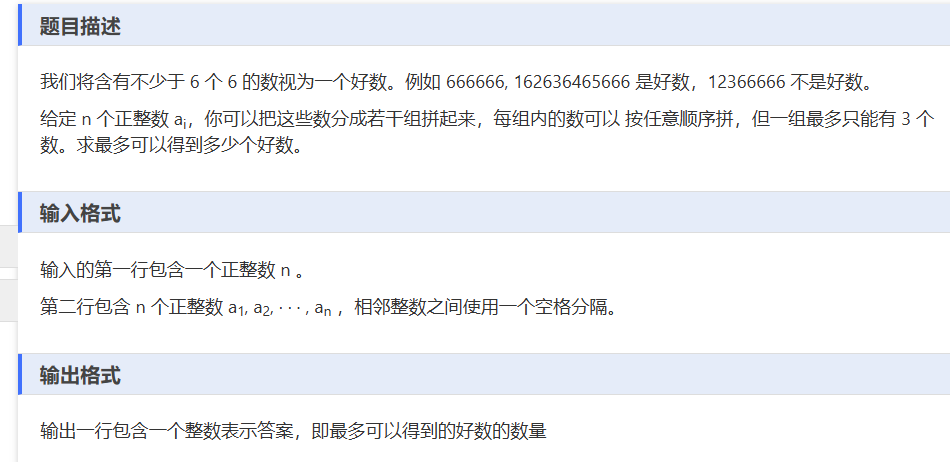 题目描述
我们将含有不少于 6 个 6 的数视为一个好数。例如 666666, 162636465666 是好数，12366666 不是好数。
给定 n 个正整数 ai，你可以把这些数分成若干组拼起来，每组内的数可以 按任意顺序拼，但一组最多只能有 3 个
数。求最多可以得到多少个好数。
输入格式
输入的第一行包含一个正整数 n 。
第二行包含 n 个正整数 a1, a2, · · · , an ，相邻整数之间使用一个空格分隔。
输出格式
输出一行包含一个整数表示答案，即最多可以得到的好数的数量